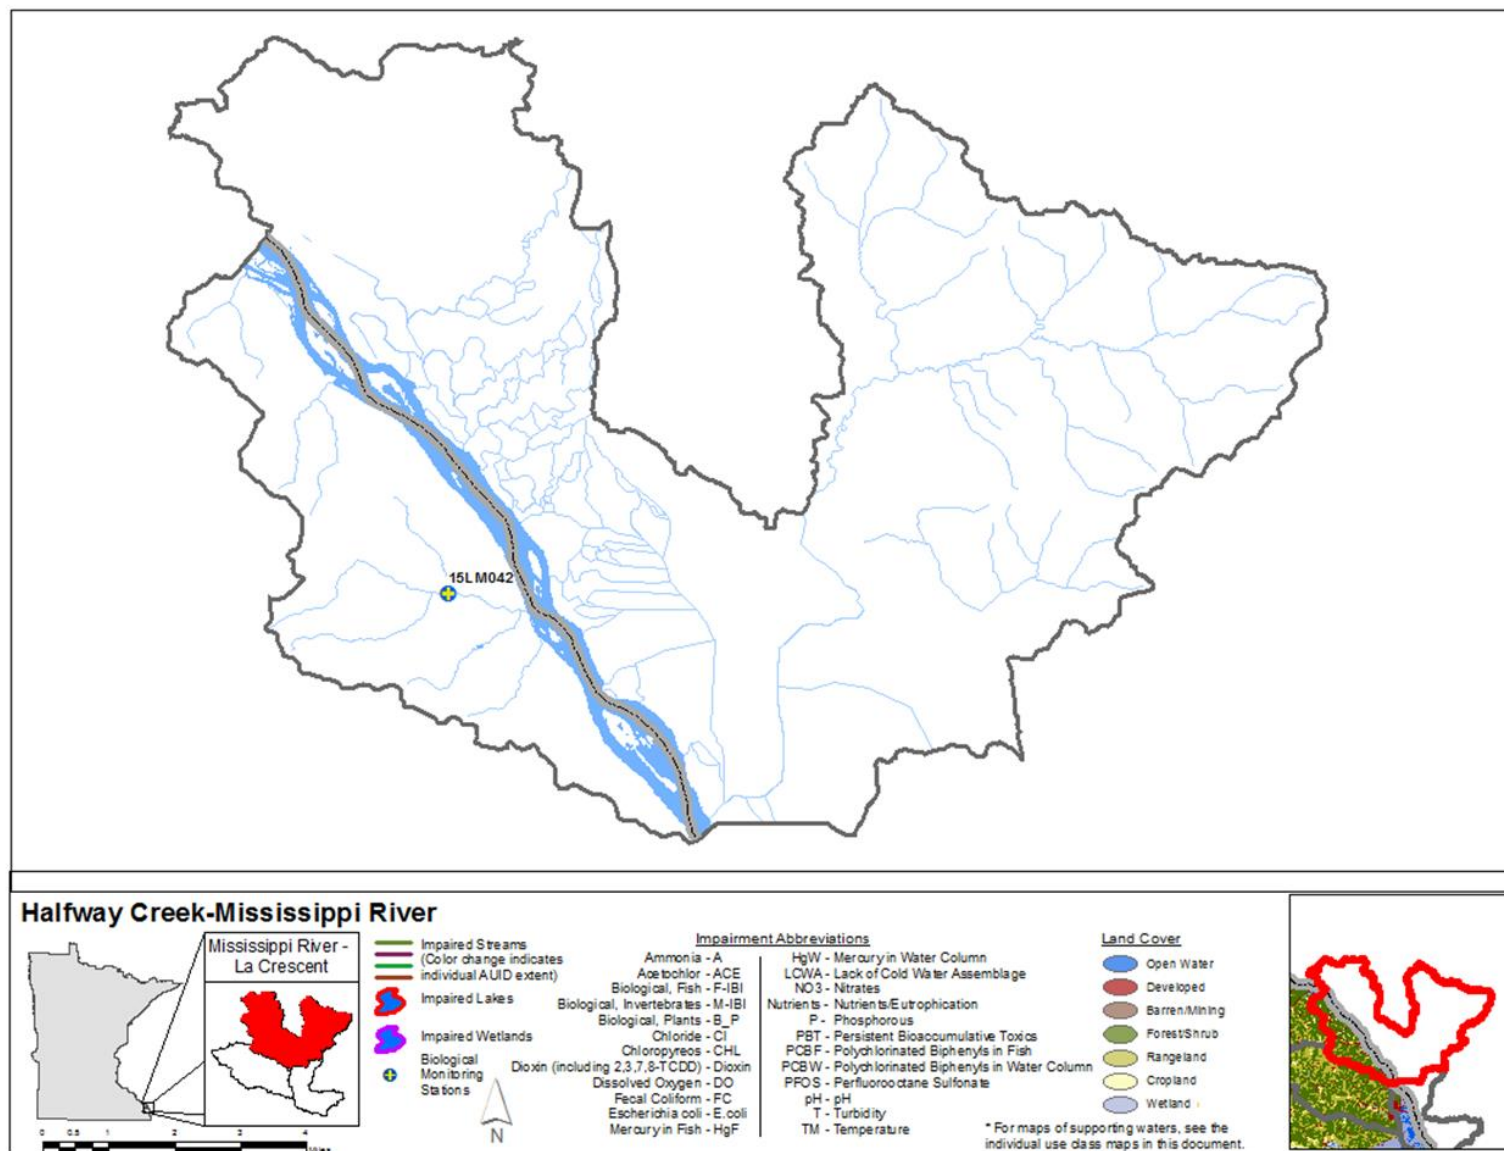 15LM042
Halfway Creek-Mississippi River
Mississippi River -
La Crescent
0 0.5 1 2 3 4
Impaired Streams
(Color change indicates
individual AUID extent)
Impaired Lakes
Impaired Wetlands
Biological
Monitoring
Stations
N
Impairment Abbreviations
Ammonia - A
Acetochlor - ACE
Biological, Fish - F-IBI
Biological, Invertebrates - M-IBI
Biological, Plants - B_P
Chloride - Cl
Chloropyreos - CHL
Dioxin (including 2,3,7,8-TCDD) - Dioxin
Dissolved Oxygen - DO
Fecal Coliform - FC
Escherichia coli - E.coli
Mercury in Fish - HgF
HgW - Mercury in Water Column
LCWA - Lack of Cold Water Assemblage
NO3 - Nitrates
Nutrients - Nutrients/Eutrophication
P - Phosphorous
PBT - Persistent Bioaccumulative Toxics
PCBF - Polychlorinated Biphenyls in Fish
PCBW - Polychlorinated Biphenyls in Water Column
PFOS - Perfluorooctane Sulfonate
pH - pH
T - Turbidity
TM - Temperature
Land Cover
Open Water
Developed
Barren/Mining
Forest/Shrub
Rangeland
Cropland
Wetland
* For maps of supporting waters, see the
individual use class maps in this document.